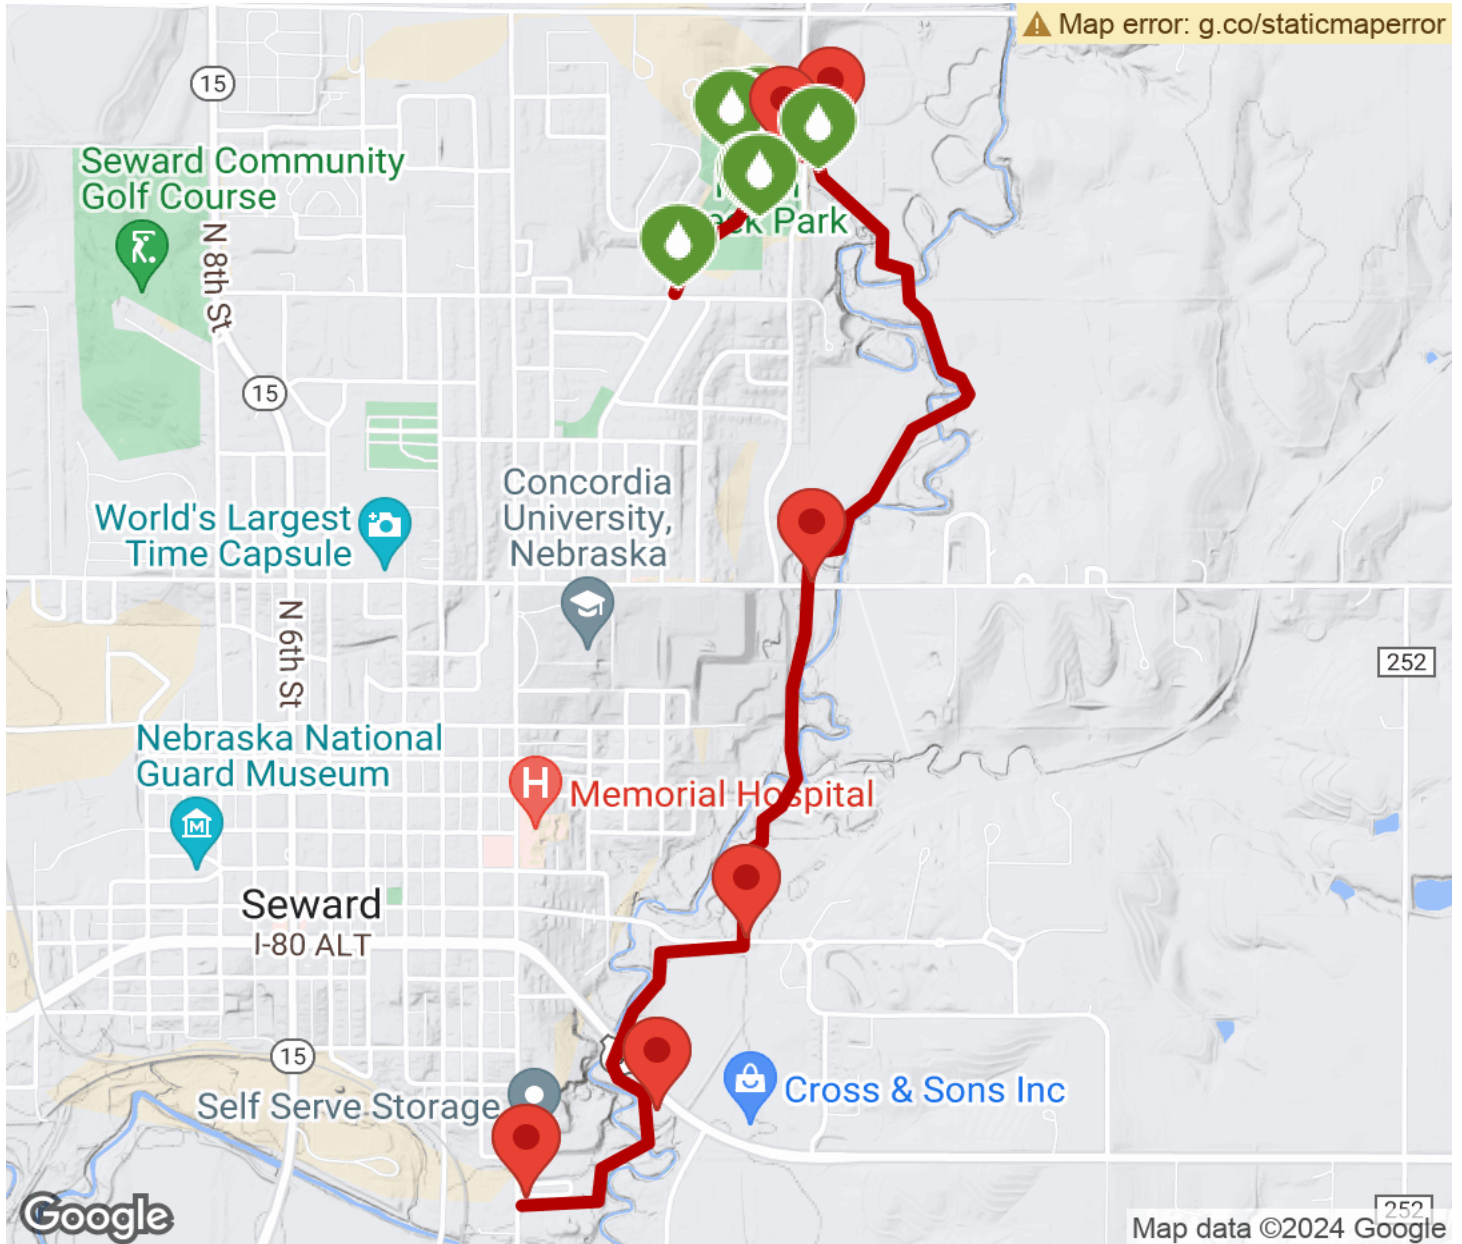 Map error: g.co/staticmaperror
15
Seward Community
Golf Course
N 8th St
Park
15
Concordia
University,
Nebraska
World's Largest
Time Capsule
N 6th St
252
Nebraska National
Guard Museum
H
Memorial Hospital
M
Seward
I-80 ALT
15
Self Serve Storage
Cross & Sons Inc
252
Google
Map data ©2024 Google